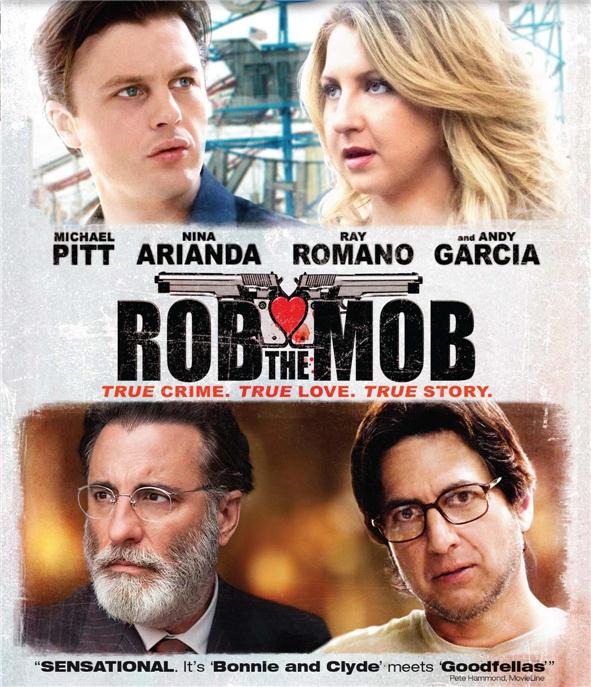 MICHAEL PITT
NINA ARIANDA
RAY ROMANO
and ANDY GARCIA
ROB THE MOB
TRUE CRIME. TRUE LOVE. TRUE STORY.
“SENSATIONAL. It's ‘Bonnie and Clyde’ meets ‘Goodfellas’”
Pete Hammond, MovieLine